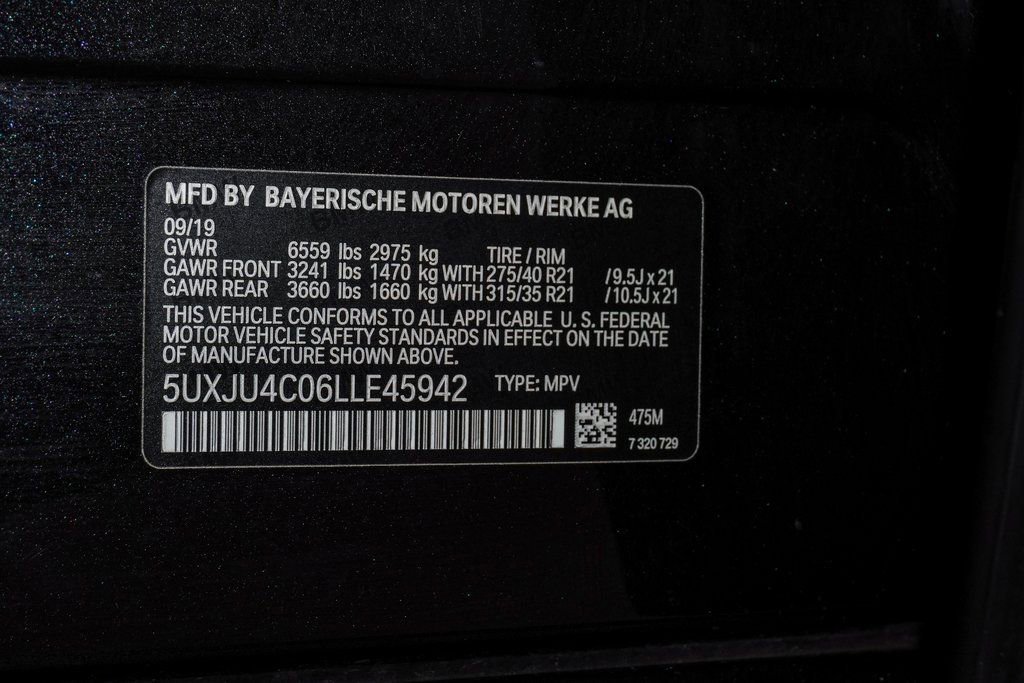 MFD BY BAYERISCHE MOTOREN WERKE AG
09/19
GVWR 6559 lbs 2975 kg TIRE / RIM
GAWR FRONT 3241 lbs 1470 kg WITH 275/40 R21 /9.5J x 21
GAWR REAR 3660 lbs 1660 kg WITH 315/35 R21 /10.5J x 21
THIS VEHICLE CONFORMS TO ALL APPLICABLE U. S. FEDERAL
MOTOR VEHICLE SAFETY STANDARDS IN EFFECT ON THE DATE
OF MANUFACTURE SHOWN ABOVE.
5UXJU4C06LLE45942 TYPE: MPV
475M
7 320 729